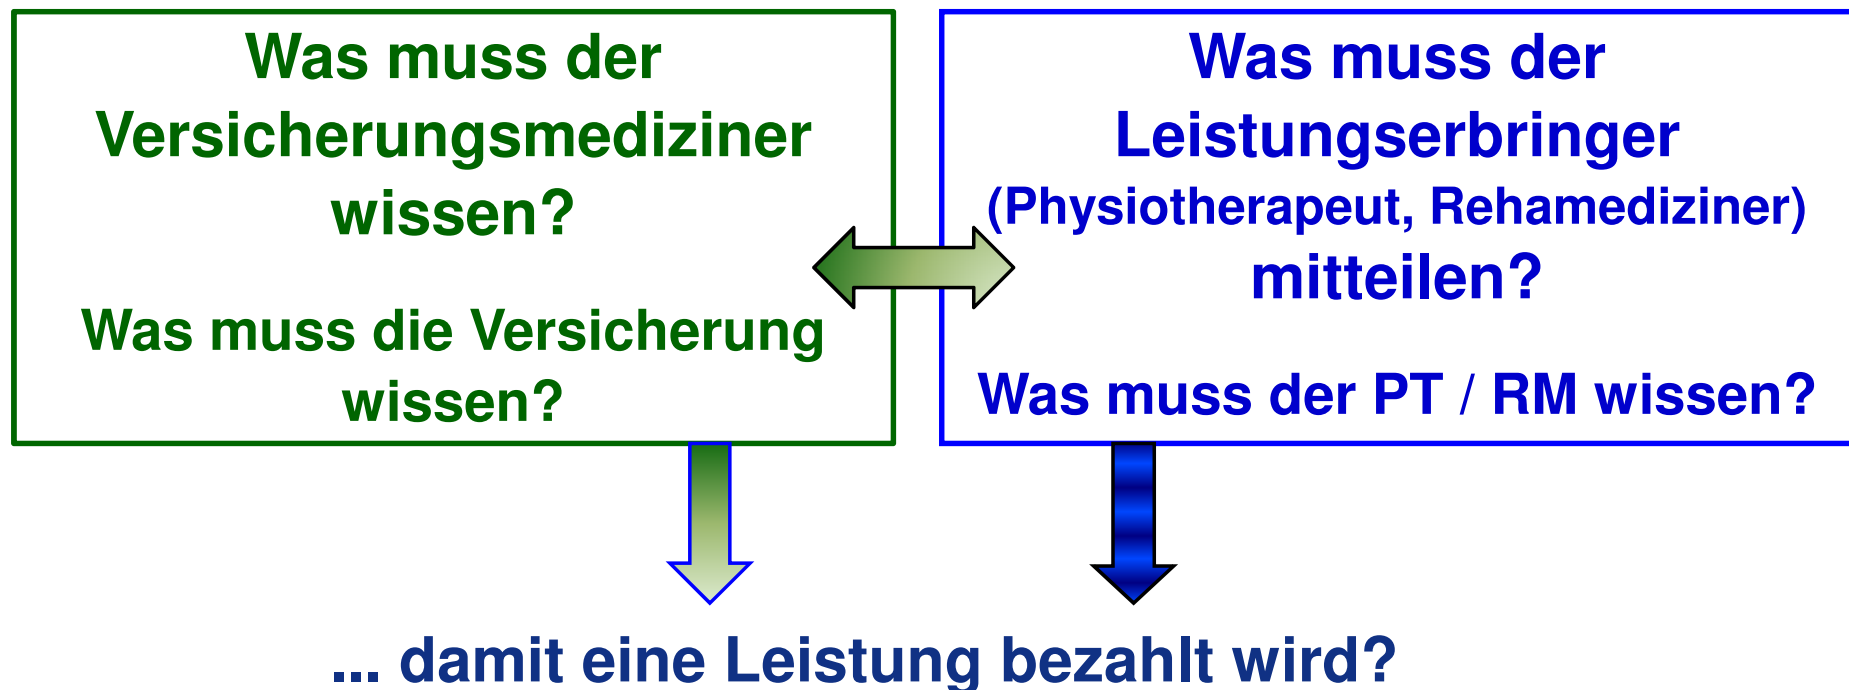 Was muss der
Versicherungsmediziner
wissen?
Was muss die Versicherung
wissen?
Was muss der
Leistungserbringer
(Physiotherapeut, Rehamediziner)
mitteilen?
Was muss der PT / RM wissen?
... damit eine Leistung bezahlt wird?